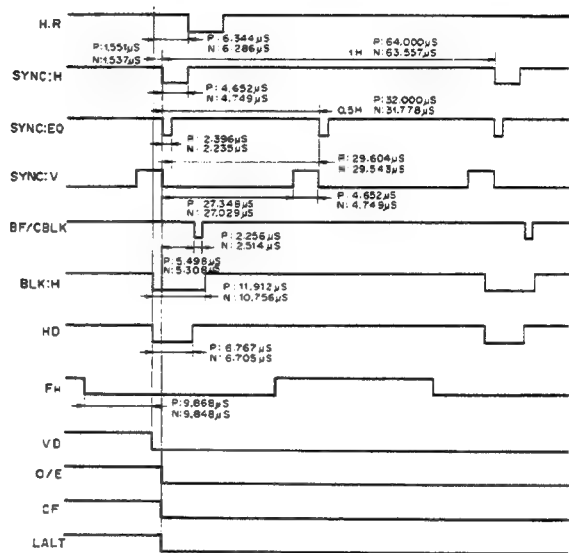 H.R
P: 6.344µS
N: 6.286µS
P:1.551µS
N:1.537µS
P: 64.000µS
N: 63.557µS
1H
SYNC:H
P: 4.652µS
N: 4.749µS
0.5H
P: 32.000µS
N: 31.778µS
SYNC:EQ
P: 2.396µS
N: 2.235µS
P: 29.604µS
N: 29.543µS
SYNC:V
P: 27.348µS
N: 27.029µS
P: 4.652µS
N: 4.749µS
BF/CBLK
P: 2.256µS
N: 2.514µS
P: 5.498µS
N: 5.308µS
BLK:H
P: 11.912µS
N: 10.756µS
HD
P: 6.767µS
N: 6.705µS
FH
P: 9.868µS
N: 9.848µS
VD
O/E
CF
LALT